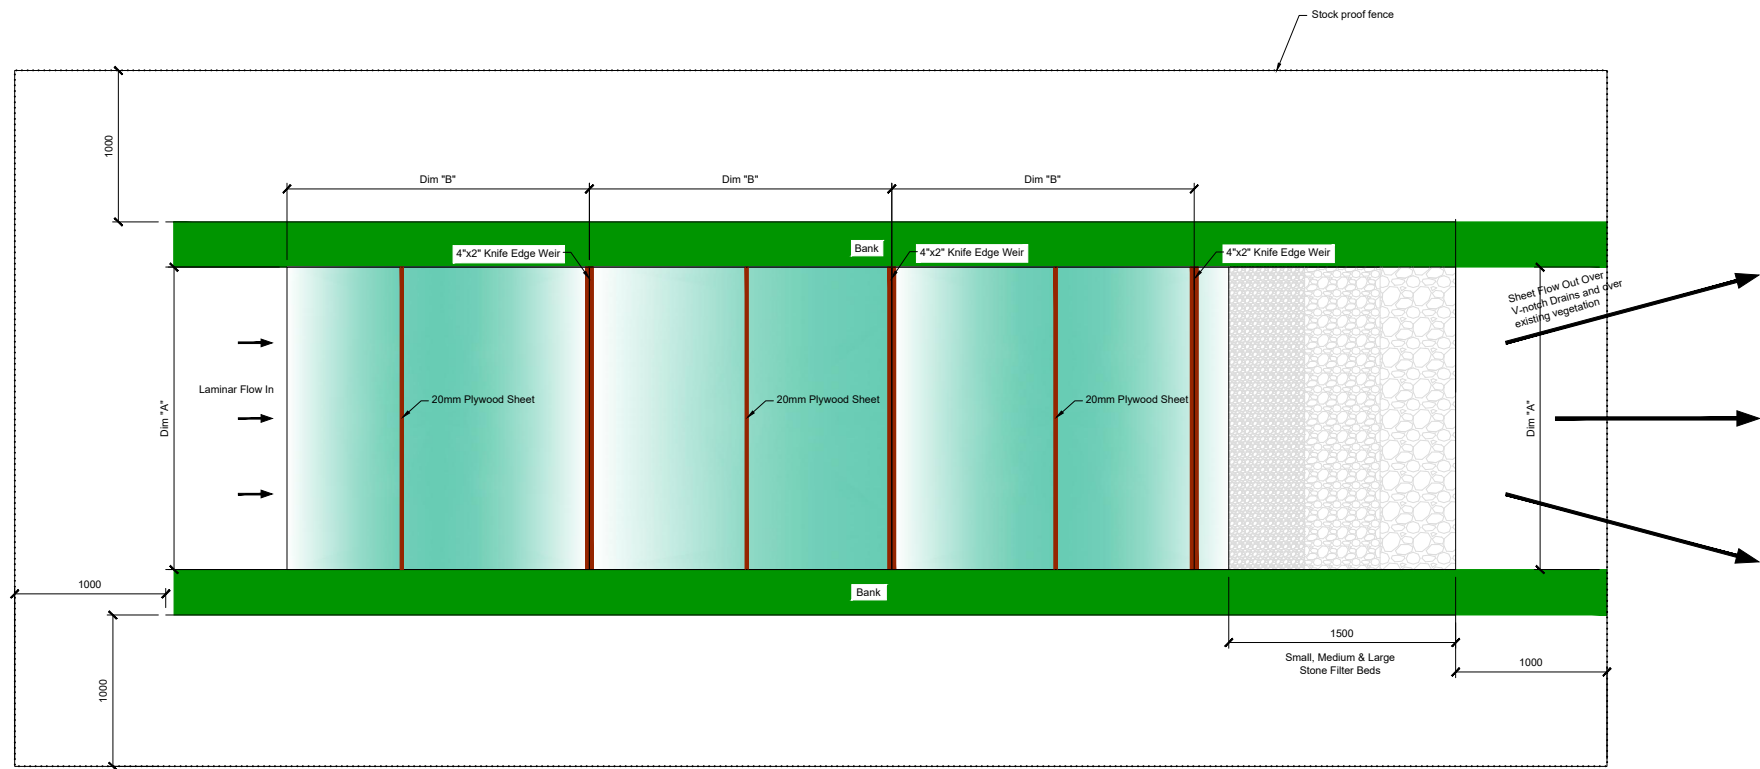 Stock proof fence
1000
Dim "B"
Dim "B"
Dim "B"
Bank
4"x2" Knife Edge Weir
4"x2" Knife Edge Weir
4"x2" Knife Edge Weir
Sheet Flow Out Over
V-notch Drains and over
existing vegetation
Laminar Flow In
20mm Plywood Sheet
20mm Plywood Sheet
20mm Plywood Sheet
Dim "A"
Dim "A"
1000
Bank
1500
Small, Medium & Large
Stone Filter Beds
1000
1000